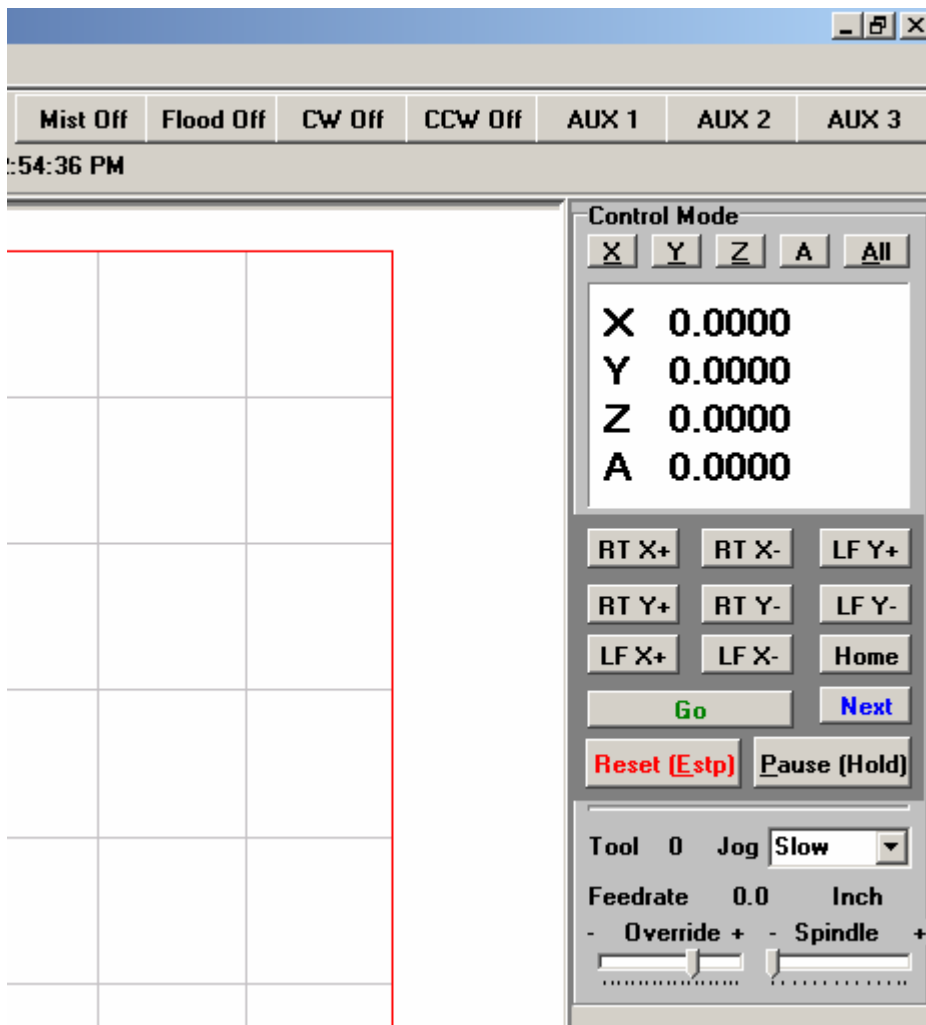 Mist Off Flood Off CW Off CCW Off AUX 1 AUX 2 AUX 3
:54:36 PM
Control Mode
X Y Z A All
X 0.0000
Y 0.0000
Z 0.0000
A 0.0000
RT X+ RT X- LF Y+
RT Y+ RT Y- LF Y-
LF X+ LF X- Home
Go Next
Reset (Estp) Pause (Hold)
Tool 0 Jog Slow
Feedrate 0.0 Inch
- Override + - Spindle +